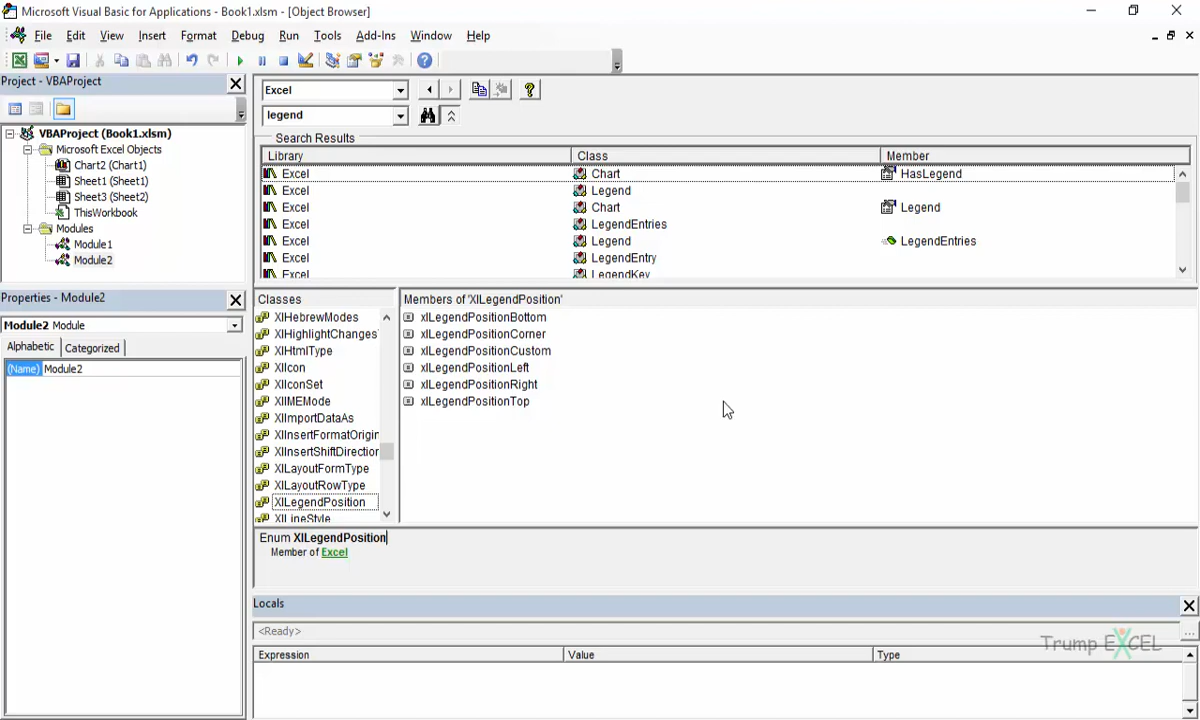 Microsoft Visual Basic for Applications - Book1.xlsm - [Object Browser]
File Edit View Insert Format Debug Run Tools Add-Ins Window Help
Project - VBAProject
VBAProject (Book1.xlsm)
Microsoft Excel Objects
Chart2 (Chart1)
Sheet1 (Sheet1)
Sheet3 (Sheet2)
ThisWorkbook
Modules
Module1
Module2
Properties - Module2
Module2 Module
Alphabetic Categorized
(Name) Module2
Excel
legend
Search Results
Library Class Member
Excel Chart HasLegend
Excel Legend
Excel Chart Legend
Excel LegendEntries
Excel Legend LegendEntries
Excel LegendEntry
Excel LegendKey
Classes
XlHebrewModes
XlHighlightChanges
XlHtmlType
XlIcon
XlIconSet
XlIMEMode
XlImportDataAs
XlInsertFormatOrigin
XlInsertShiftDirection
XlLayoutFormType
XlLayoutRowType
XlLegendPosition
XlLineStyle
Members of 'XlLegendPosition'
xlLegendPositionBottom
xlLegendPositionCorner
xlLegendPositionCustom
xlLegendPositionLeft
xlLegendPositionRight
xlLegendPositionTop
Enum XlLegendPosition
Member of Excel
Locals
<Ready>
Expression Value Type
Trump EXCEL